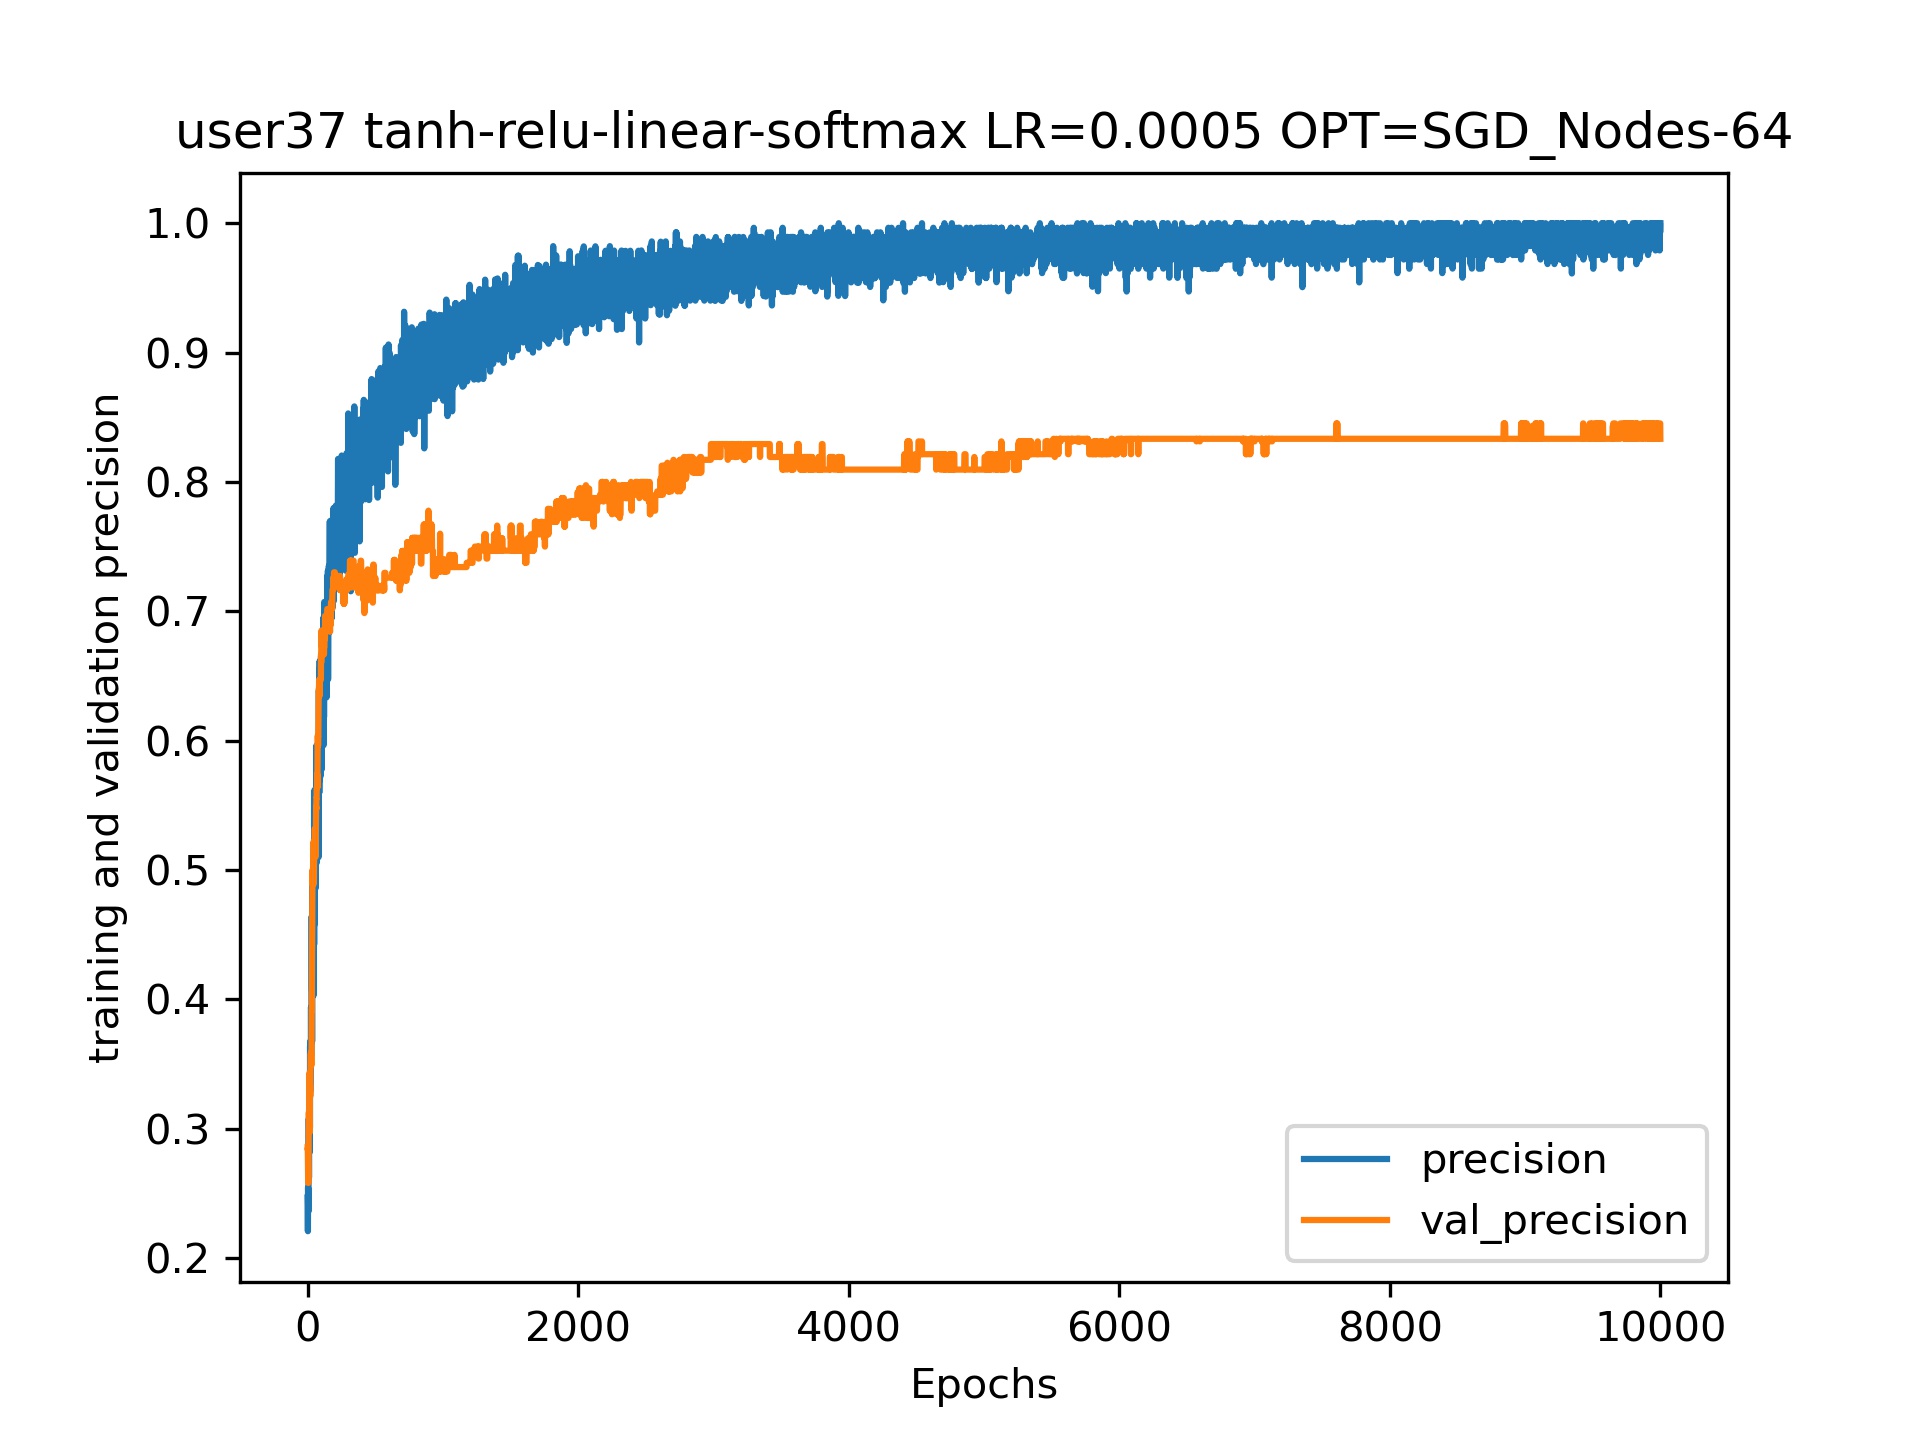 user37 tanh-relu-linear-softmax LR=0.0005 OPT=SGD_Nodes-64
training and validation precision
1.0
0.9
0.8
0.7
0.6
0.5
0.4
0.3
0.2
precision
val_precision
0 2000 4000 6000 8000 10000
Epochs